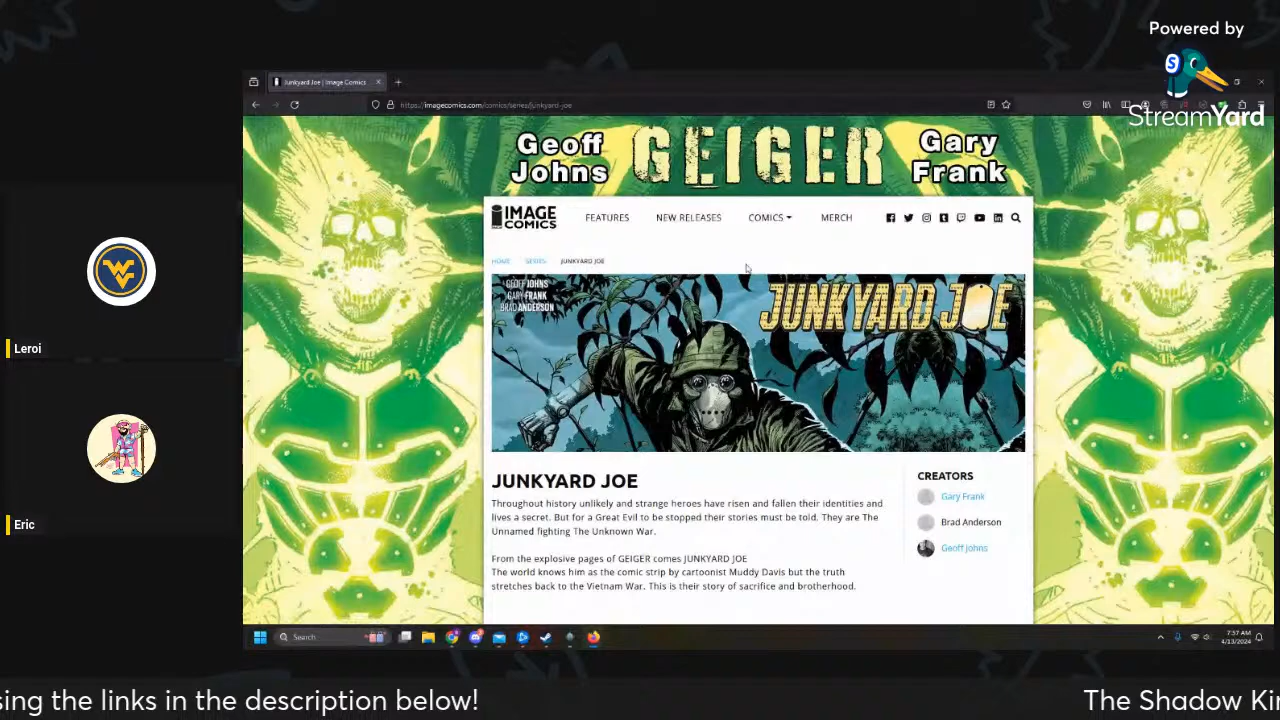 Powered by
StreamYard
Junkyard Joe | Image Comics
https://imagecomics.com/comics/series/junkyard-joe
Geoff Johns
GEIGER
Gary Frank
IMAGE COMICS
FEATURES
NEW RELEASES
COMICS
MERCH
HOME
SERIES
JUNKYARD JOE
GEOFF JOHNS
GARY FRANK
BRAD ANDERSON
JUNKYARD JOE
Leroi
Eric
JUNKYARD JOE
Throughout history unlikely and strange heroes have risen and fallen their identities and
lives a secret. But for a Great Evil to be stopped their stories must be told. They are The
Unnamed fighting The Unknown War.
From the explosive pages of GEIGER comes JUNKYARD JOE
The world knows him as the comic strip by cartoonist Muddy Davis but the truth
stretches back to the Vietnam War. This is their story of sacrifice and brotherhood.
CREATORS
Gary Frank
Brad Anderson
Geoff Johns
Search
7:37 AM
4/13/2024
sing the links in the description below!
The Shadow Ki